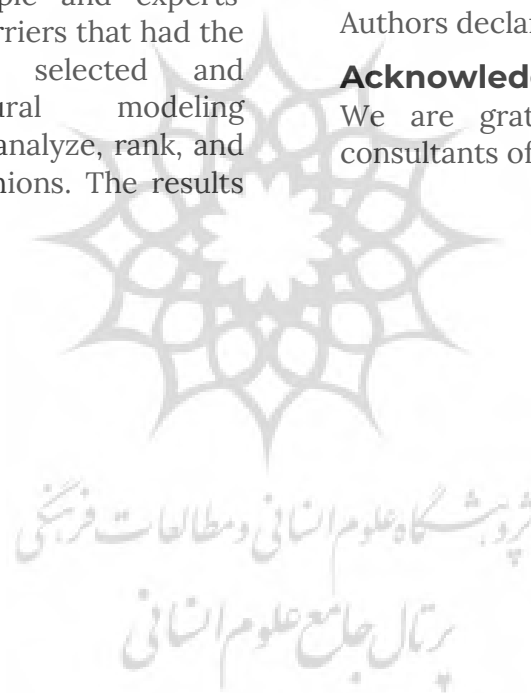 ple and experts
rriers that had the
selected and
ural modeling
analyze, rank, and
nions. The results
Authors declar
Acknowled
We are grat
consultants of
پژوهشگاه علوم انسانی و مطالعات فرهنگی
پرتال جامع علوم انسانی